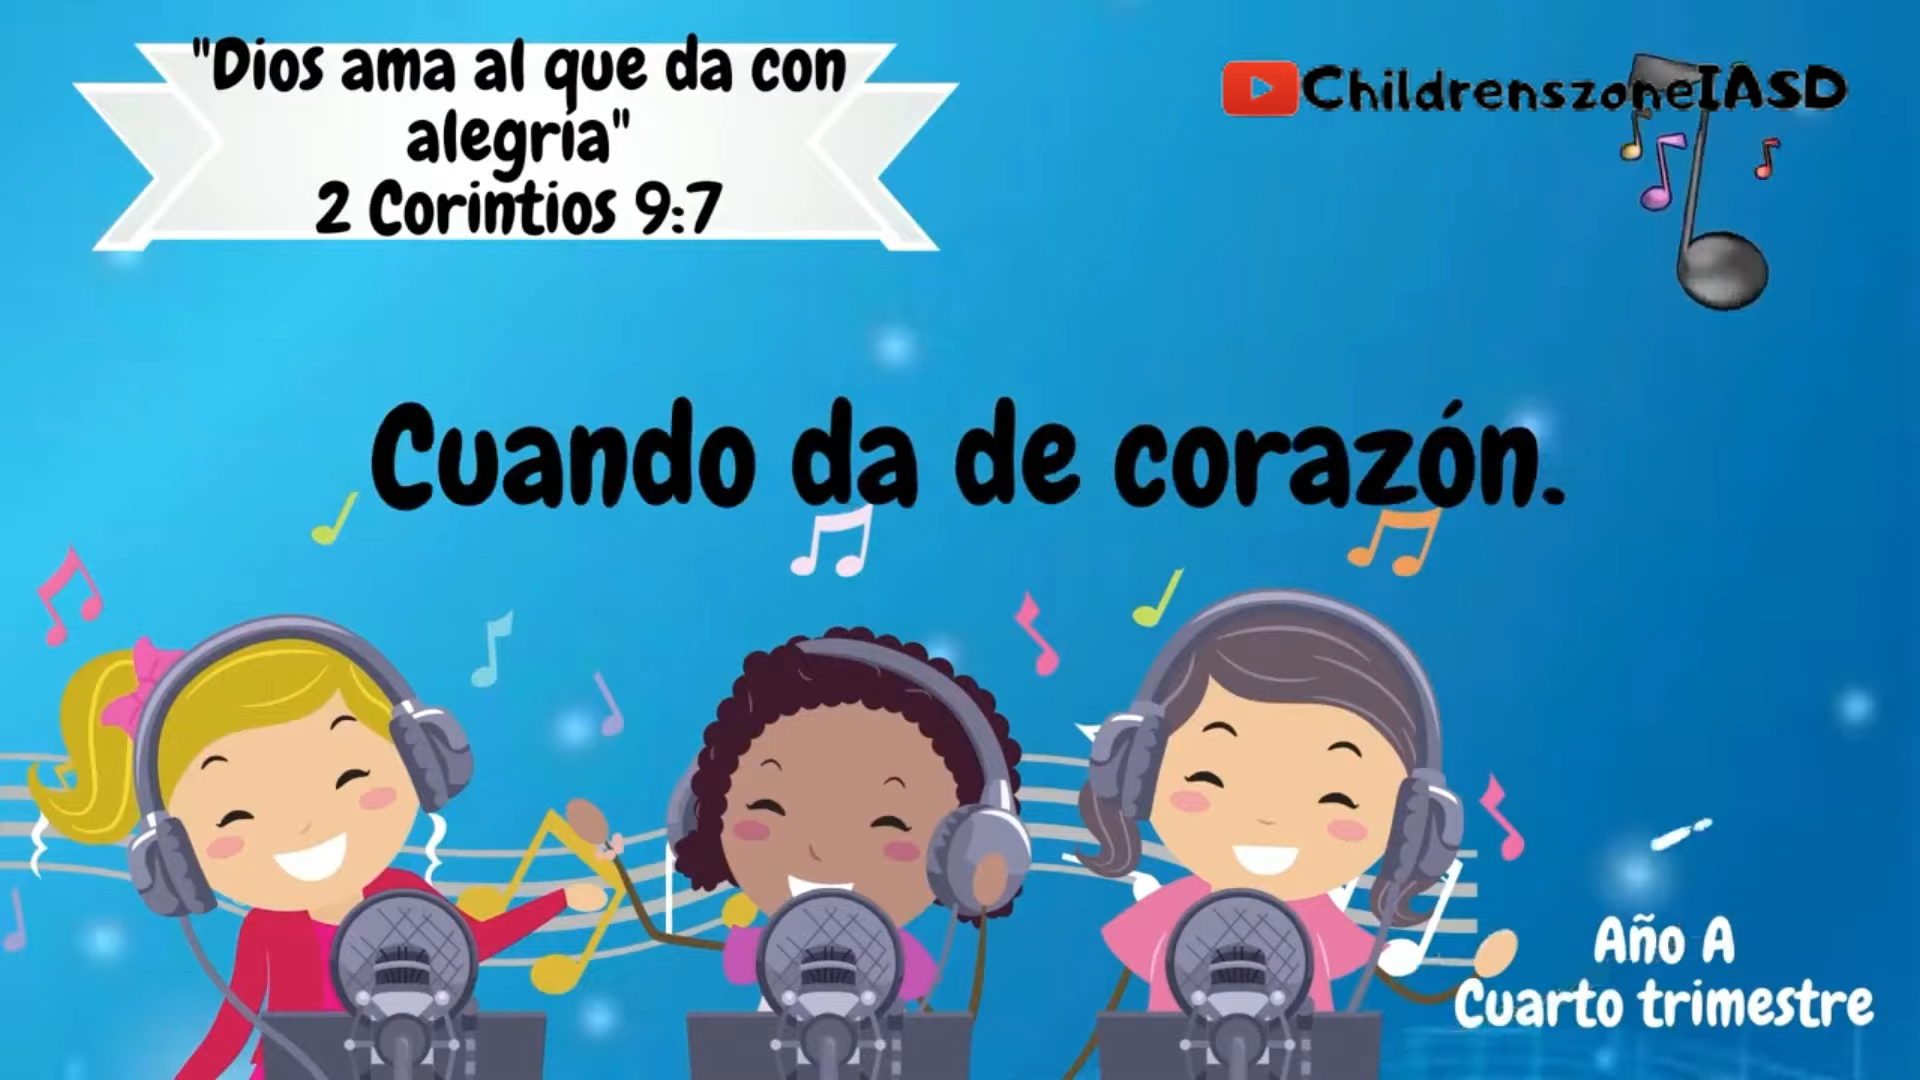 "Dios ama al que da con
alegría"
2 Corintios 9:7
ChildrenszoneIASD
Cuando da de corazón.
Año A
Cuarto trimestre